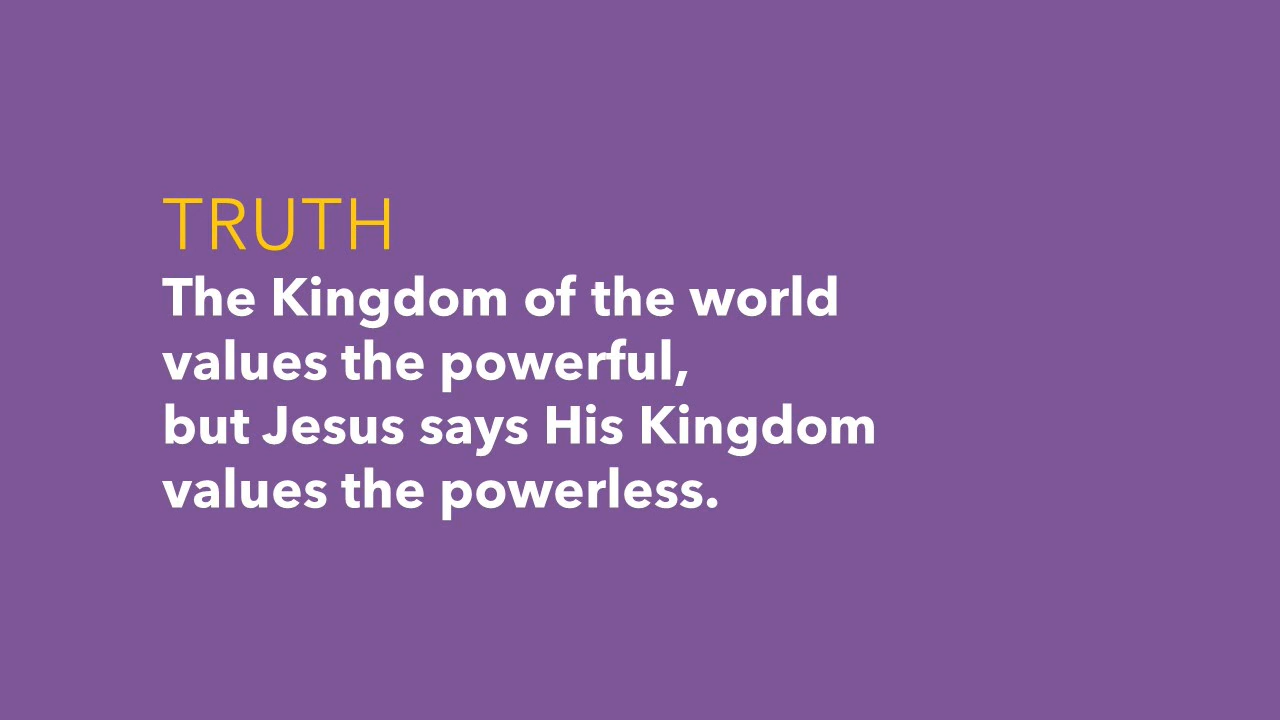 TRUTH
The Kingdom of the world
values the powerful,
but Jesus says His Kingdom
values the powerless.